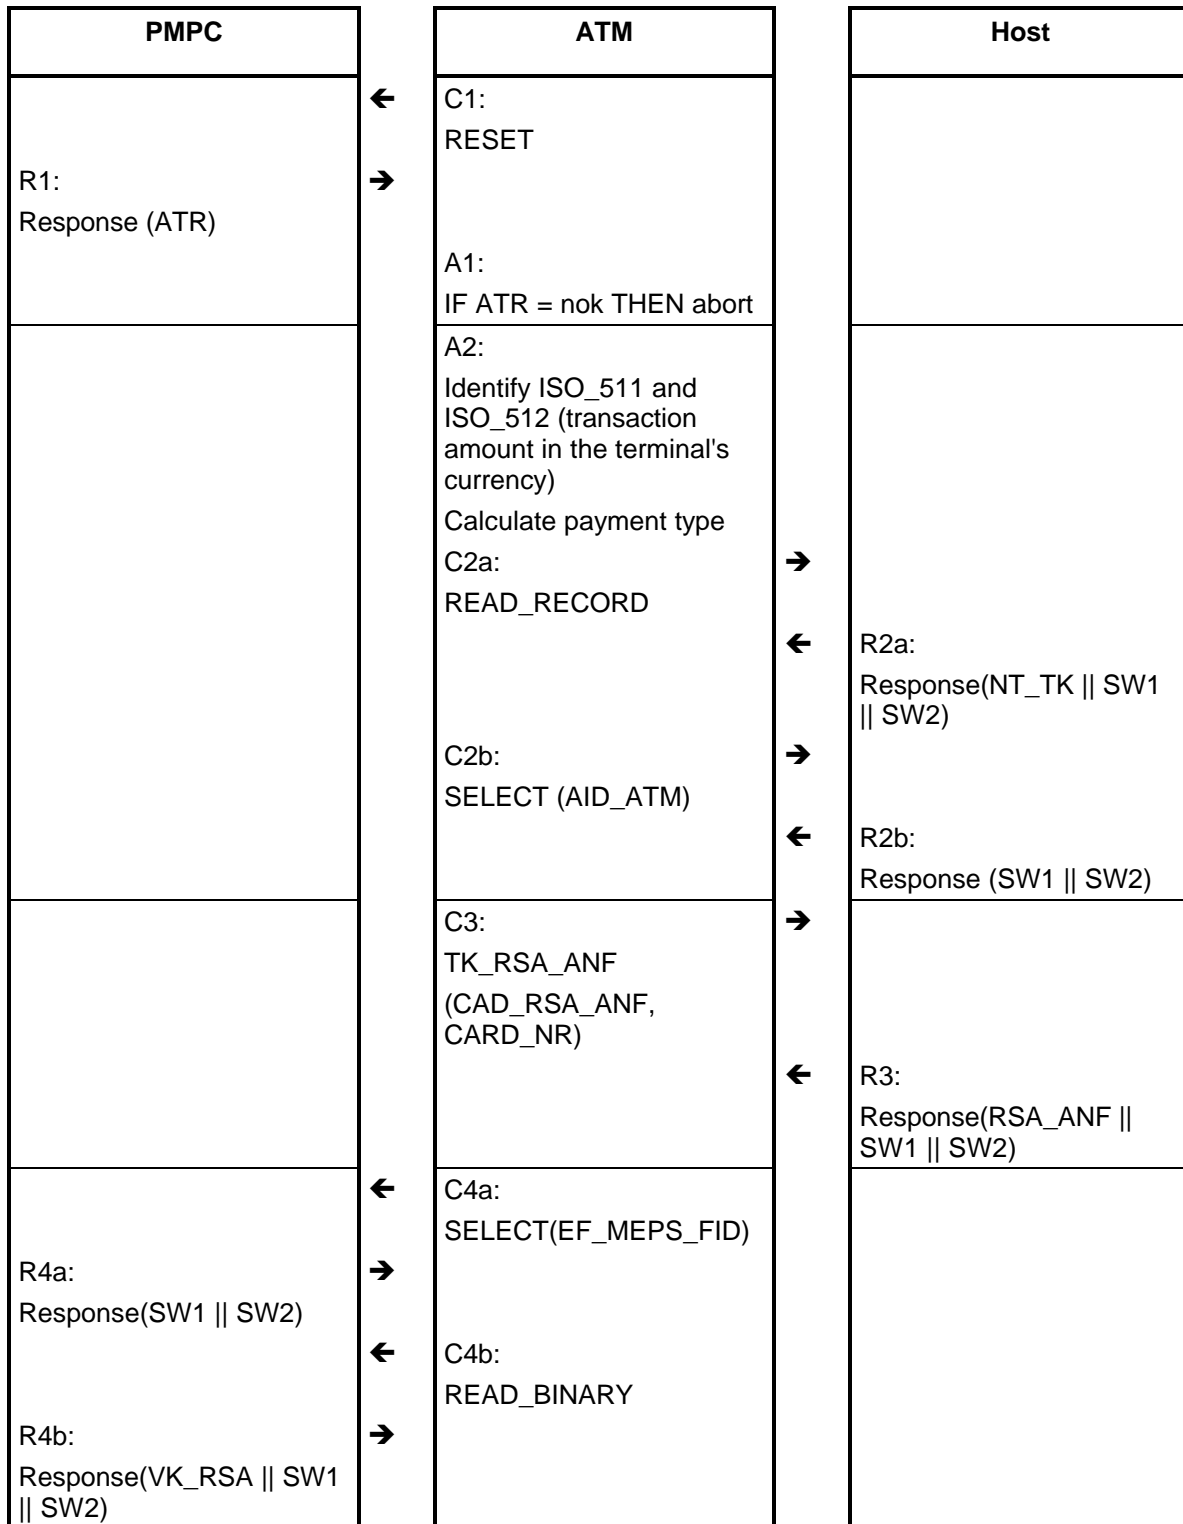 PMPC
ATM
Host
C1:
RESET
R1:
Response (ATR)
A1:
IF ATR = nok THEN abort
A2:
Identify ISO_511 and
ISO_512 (transaction
amount in the terminal's
currency)
Calculate payment type
C2a:
READ_RECORD
R2a:
Response(NT_TK || SW1
|| SW2)
C2b:
SELECT (AID_ATM)
R2b:
Response (SW1 || SW2)
C3:
TK_RSA_ANF
(CAD_RSA_ANF,
CARD_NR)
R3:
Response(RSA_ANF ||
SW1 || SW2)
C4a:
SELECT(EF_MEPS_FID)
R4a:
Response(SW1 || SW2)
C4b:
READ_BINARY
R4b:
Response(VK_RSA || SW1
|| SW2)